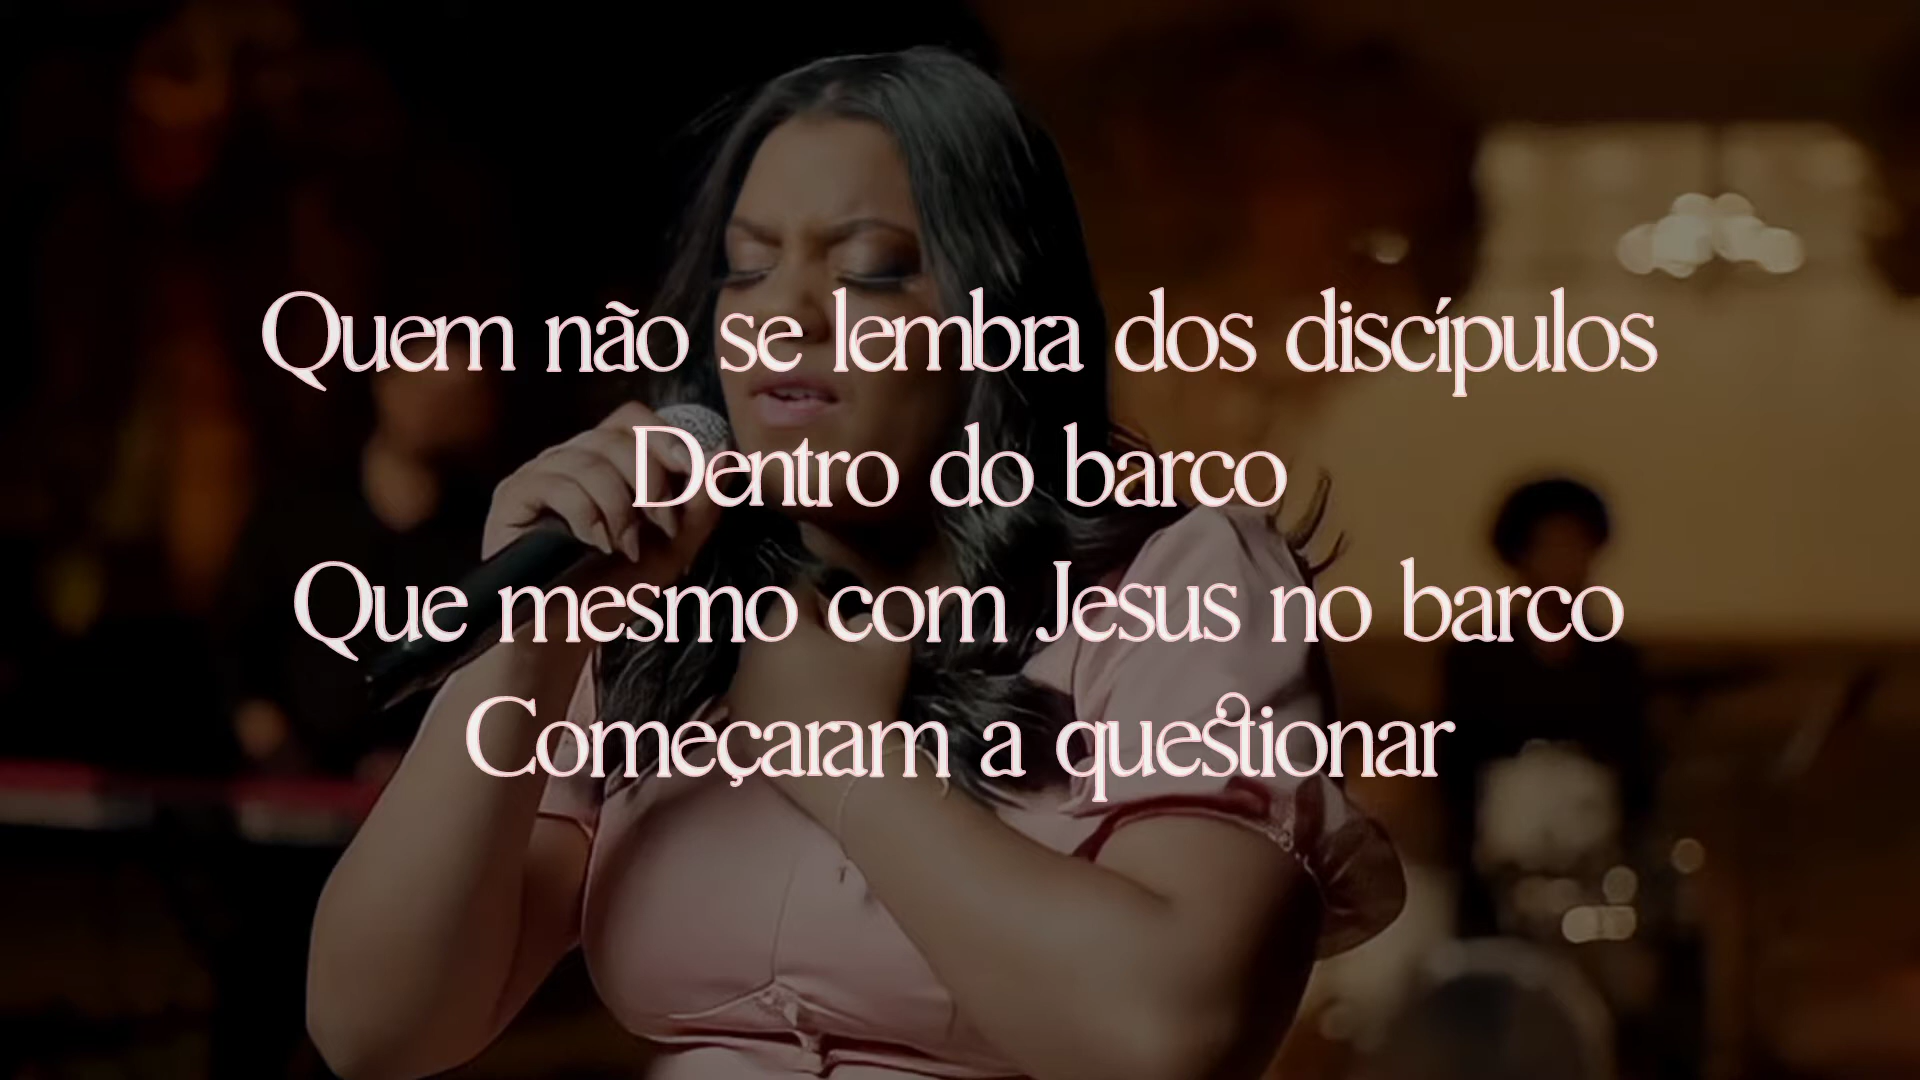 Quem não se lembra dos discípulos
Dentro do barco
Que mesmo com Jesus no barco
Começaram a questionar